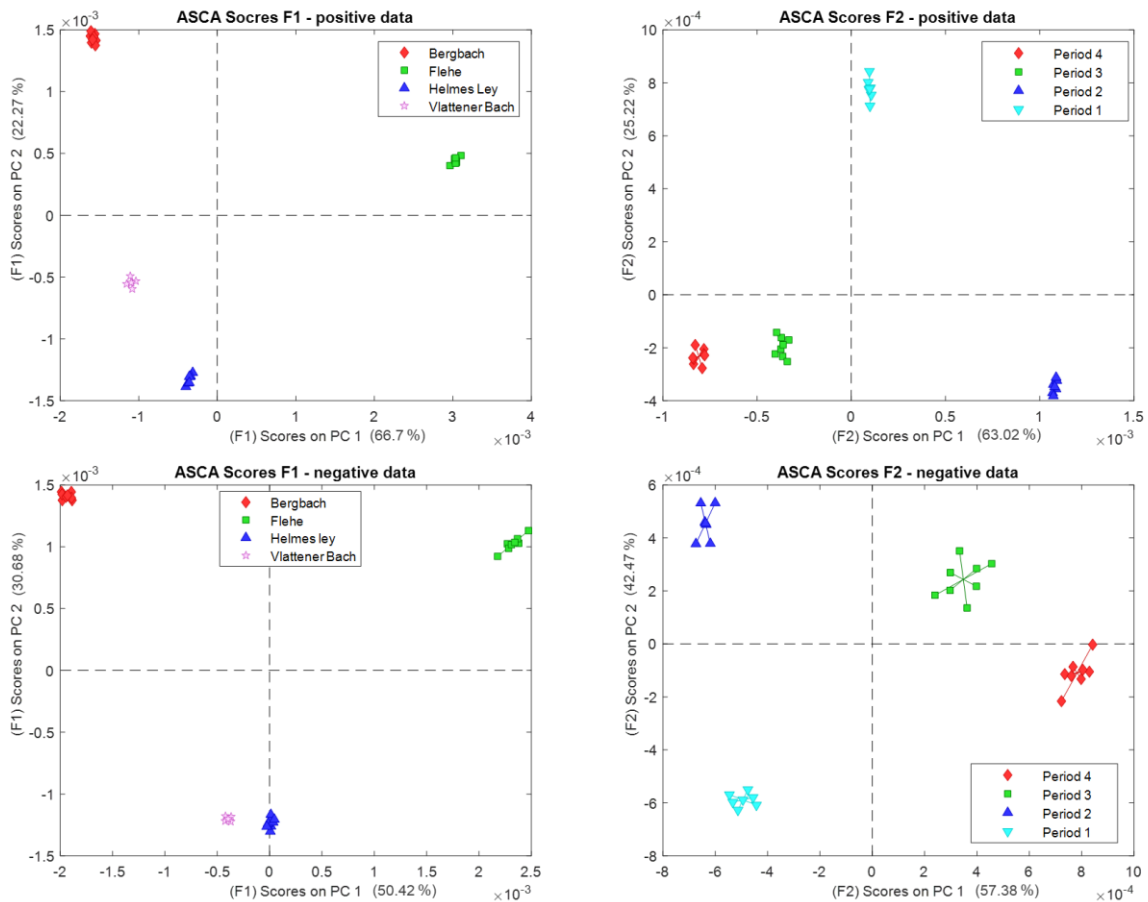 ASCA Socres F1 - positive data
×10⁻³
1.5
1
0.5
0
-0.5
-1
-1.5
(F1) Scores on PC 2 (22.27 %)
Bergbach
Flehe
Helmes Ley
Vlattener Bach
-2 -1 0 1 2 3 4
(F1) Scores on PC 1 (66.7 %)
×10⁻³
ASCA Scores F2 - positive data
×10⁻⁴
10
8
6
4
2
0
-2
-4
(F2) Scores on PC 2 (25.22 %)
Period 4
Period 3
Period 2
Period 1
-1 -0.5 0 0.5 1 1.5
(F2) Scores on PC 1 (63.02 %)
×10⁻³
ASCA Scores F1 - negative data
×10⁻³
1.5
1
0.5
0
-0.5
-1
-1.5
(F1) Scores on PC 2 (30.68 %)
Bergbach
Flehe
Helmes ley
Vlattener Bach
-2 -1.5 -1 -0.5 0 0.5 1 1.5 2 2.5
(F1) Scores on PC 1 (50.42 %)
×10⁻³
ASCA Scores F2 - negative data
×10⁻⁴
6
4
2
0
-2
-4
-6
-8
(F2) Scores on PC 2 (42.47 %)
Period 4
Period 3
Period 2
Period 1
-8 -6 -4 -2 0 2 4 6 8 10
(F2) Scores on PC 1 (57.38 %)
×10⁻⁴